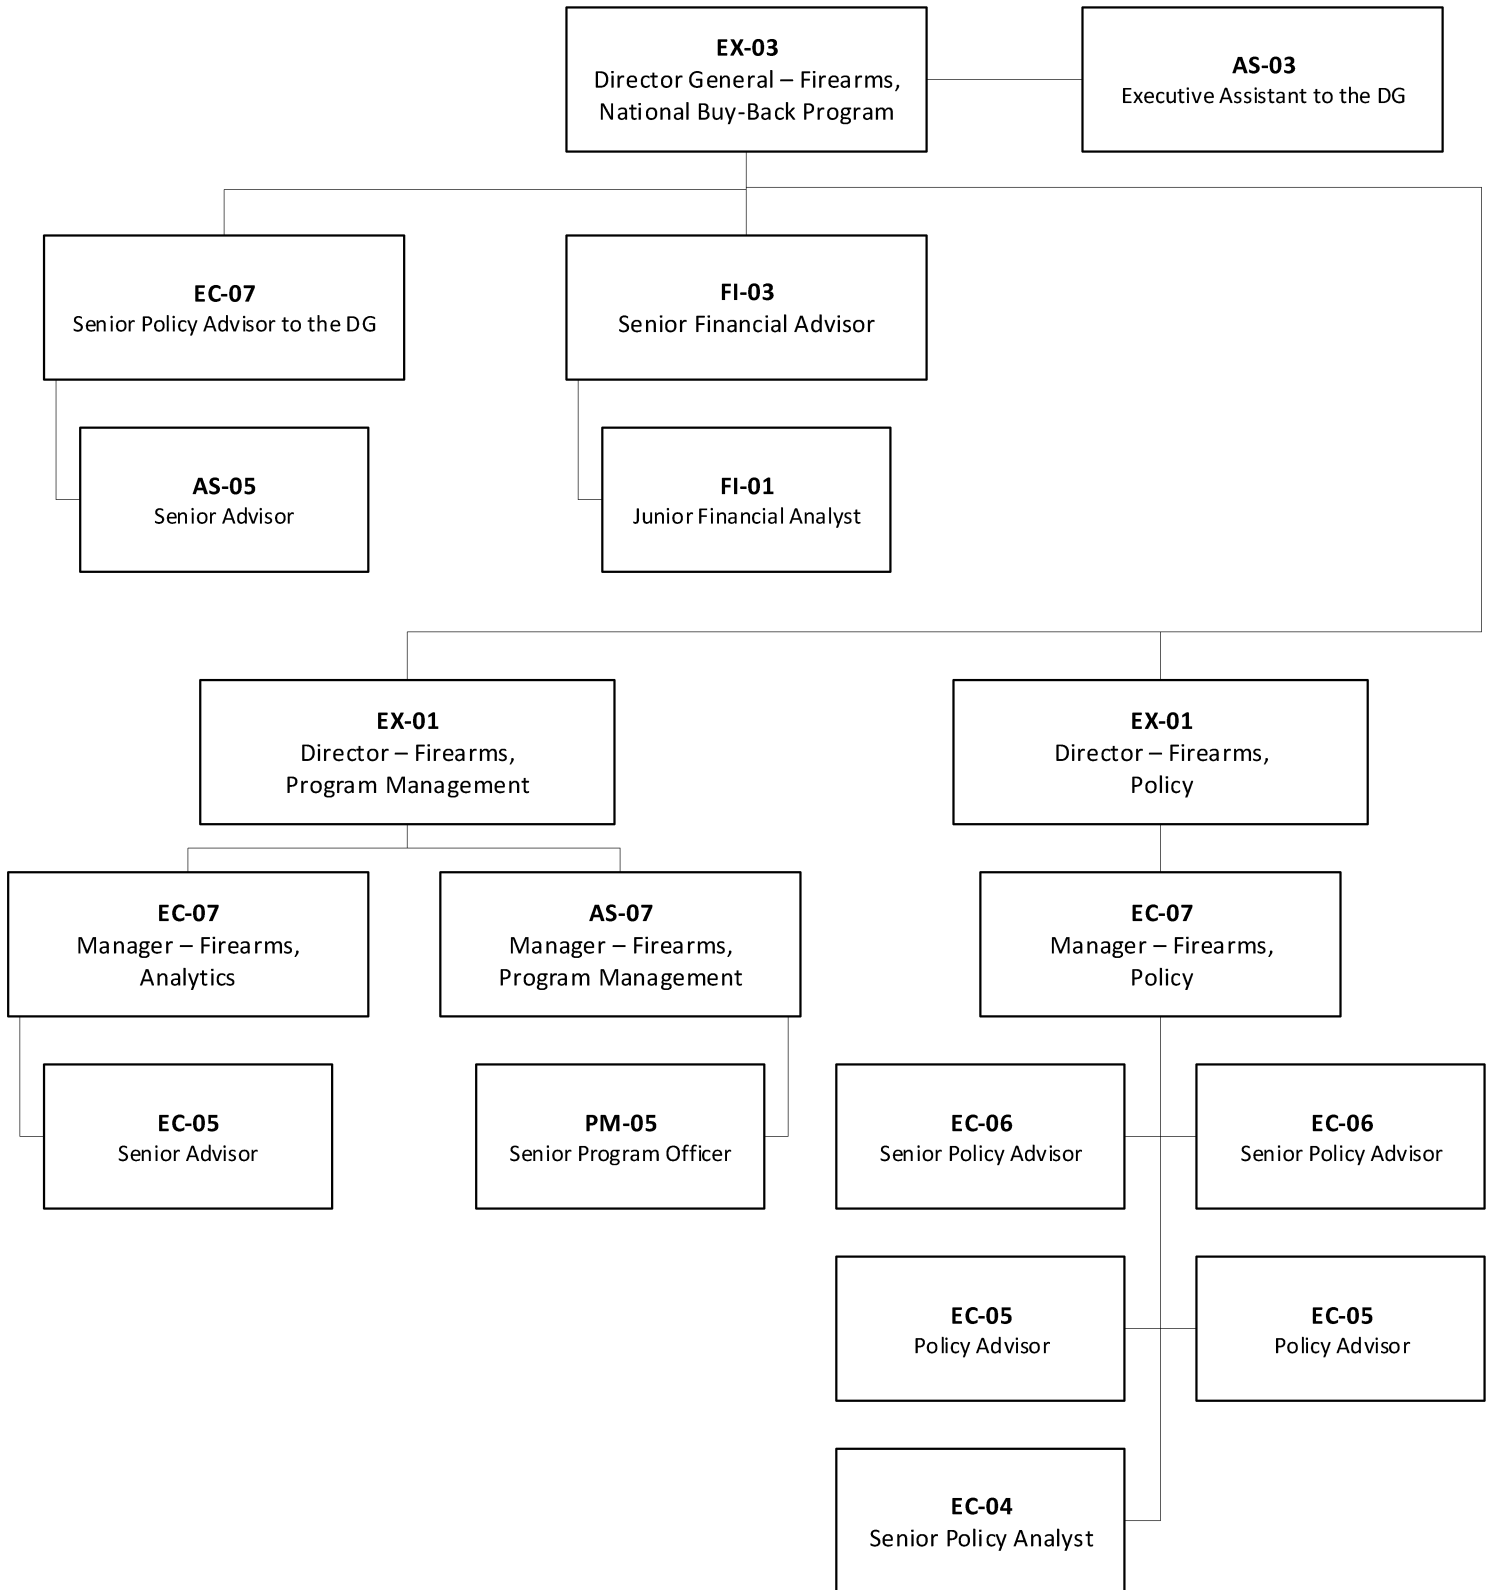 EX-03
Director General – Firearms,
National Buy-Back Program
AS-03
Executive Assistant to the DG
EC-07
Senior Policy Advisor to the DG
FI-03
Senior Financial Advisor
AS-05
Senior Advisor
FI-01
Junior Financial Analyst
EX-01
Director – Firearms,
Program Management
EX-01
Director – Firearms,
Policy
EC-07
Manager – Firearms,
Analytics
AS-07
Manager – Firearms,
Program Management
EC-07
Manager – Firearms,
Policy
EC-05
Senior Advisor
PM-05
Senior Program Officer
EC-06
Senior Policy Advisor
EC-06
Senior Policy Advisor
EC-05
Policy Advisor
EC-05
Policy Advisor
EC-04
Senior Policy Analyst